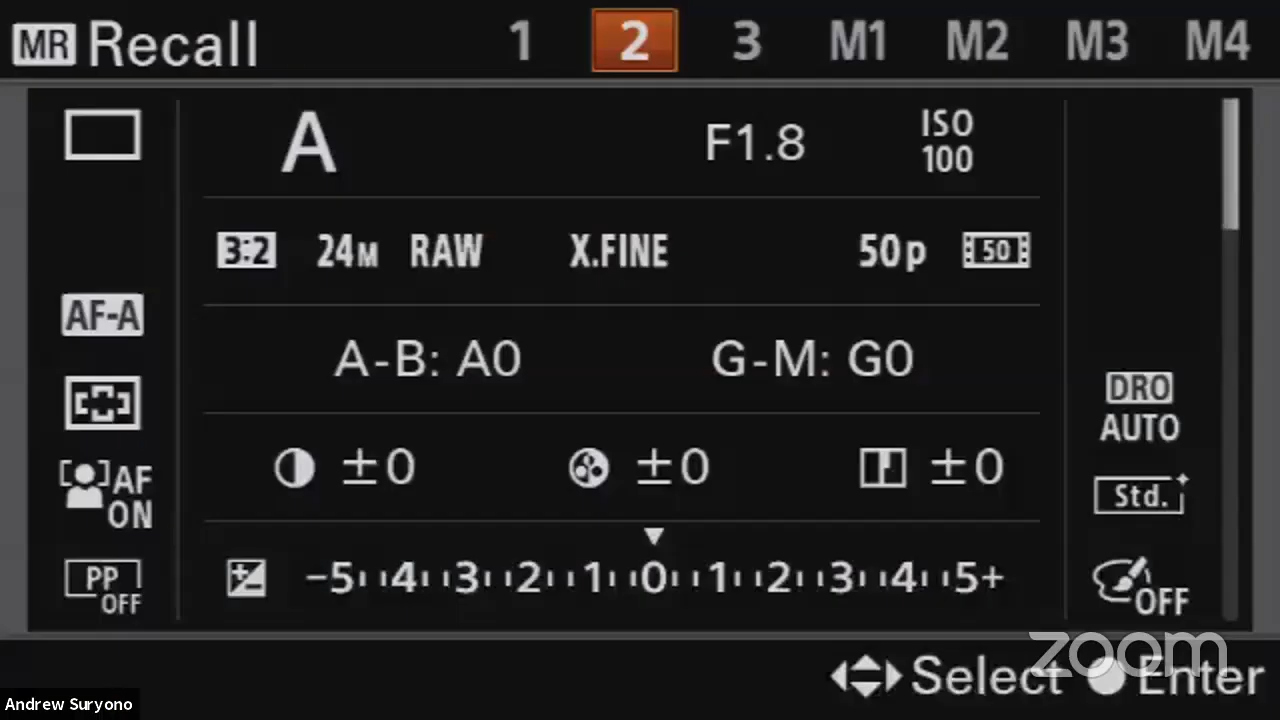 MR Recall 1 2 3 M1 M2 M3 M4
A F1.8 ISO 100
3:2 24M RAW X.FINE 50p 50
AF-A
A-B: A0 G-M: G0
DRO AUTO
±0 ±0 ±0
AF ON
Std.
-5 4 3 2 1 0 1 2 3 4 5+
PP OFF
OFF
zoom
Select Enter
Andrew Suryono